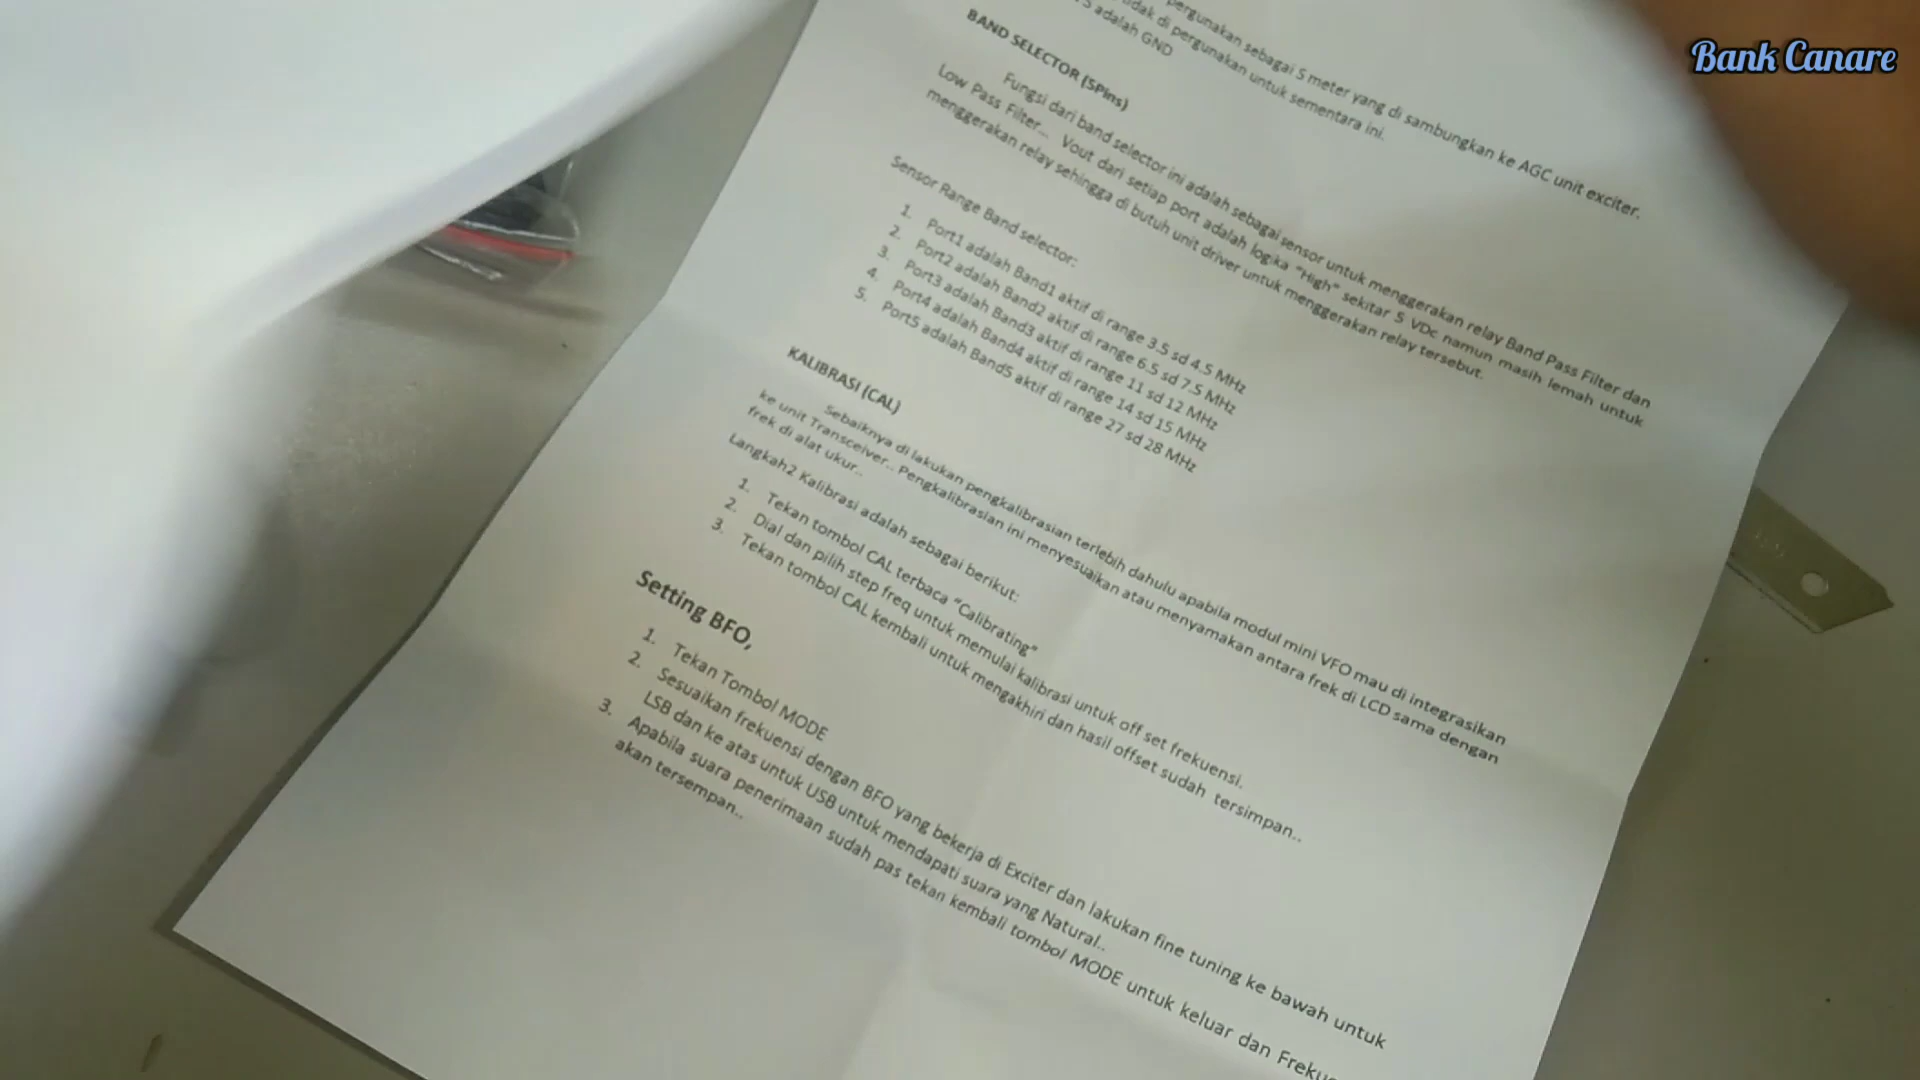 Bank Canare
pergunakan sebagai S meter yang di sambungkan ke AGC unit exciter.
di pergunakan untuk sementara ini.
5 adalah GND
BAND SELECTOR (5Pins)
Fungsi dari band selector ini adalah sebagai sensor untuk menggerakan relay Band Pass Filter dan
Low Pass Filter... Vout dari setiap port adalah logika "High" sekitar 5 VDc namun masih lemah untuk
menggerakan relay sehingga di butuh unit driver untuk menggerakan relay tersebut.
Sensor Range Band selector:
1. Port1 adalah Band1 aktif di range 3.5 sd 4.5 MHz
2. Port2 adalah Band2 aktif di range 6.5 sd 7.5 MHz
3. Port3 adalah Band3 aktif di range 11 sd 12 MHz
4. Port4 adalah Band4 aktif di range 14 sd 15 MHz
5. Port5 adalah Band5 aktif di range 27 sd 28 MHz
KALIBRASI (CAL)
Sebaiknya di lakukan pengkalibrasian terlebih dahulu apabila modul mini VFO mau di integrasikan
ke unit Transceiver.. Pengkalibrasian ini menyesuaikan atau menyamakan antara frek di LCD sama dengan
frek di alat ukur..
Langkah2 Kalibrasi adalah sebagai berikut:
1. Tekan tombol CAL terbaca "Calibrating"
2. Dial dan pilih step freq untuk memulai kalibrasi untuk off set frekuensi.
3. Tekan tombol CAL kembali untuk mengakhiri dan hasil offset sudah tersimpan..
Setting BFO,
1. Tekan Tombol MODE
2. Sesuaikan frekuensi dengan BFO yang bekerja di Exciter dan lakukan fine tuning ke bawah untuk
LSB dan ke atas untuk USB untuk mendapati suara yang Natural..
3. Apabila suara penerimaan sudah pas tekan kembali tombol MODE untuk keluar dan Freku
akan tersempan..